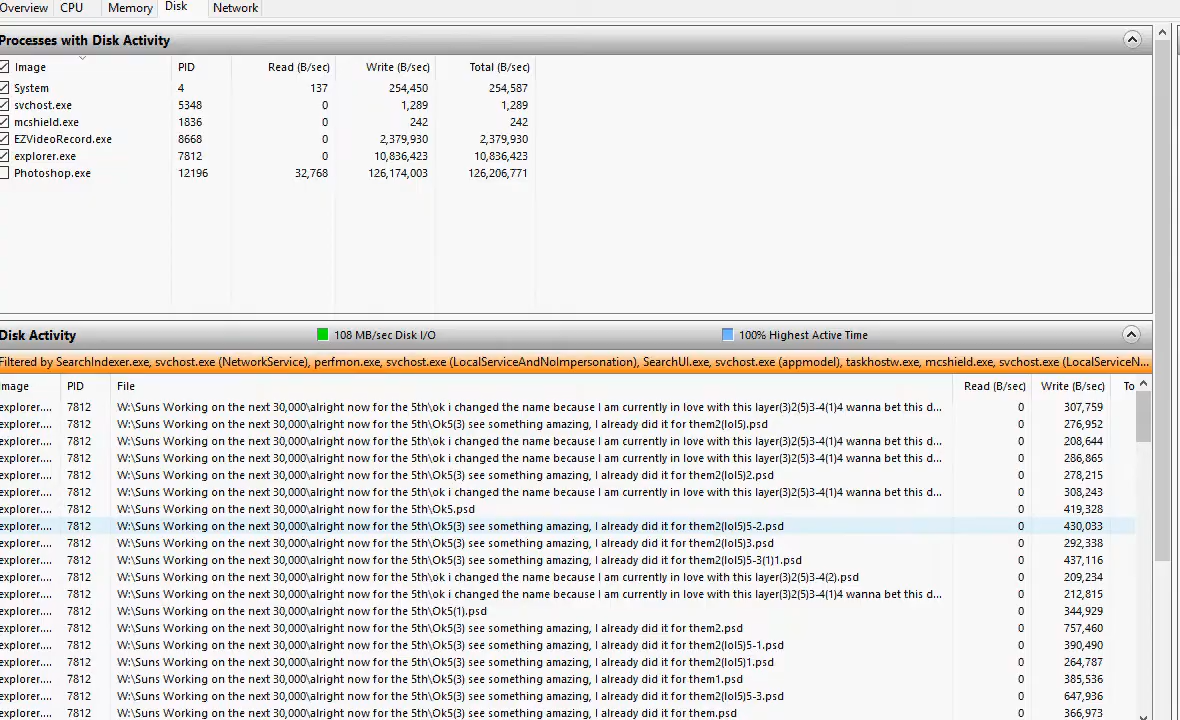 Overview CPU Memory Disk Network
Processes with Disk Activity
Image PID Read (B/sec) Write (B/sec) Total (B/sec)
System 4 137 254,450 254,587
svchost.exe 5348 0 1,289 1,289
mcshield.exe 1836 0 242 242
EZVideoRecord.exe 8668 0 2,379,930 2,379,930
explorer.exe 7812 0 10,836,423 10,836,423
Photoshop.exe 12196 32,768 126,174,003 126,206,771
Disk Activity 108 MB/sec Disk I/O 100% Highest Active Time
Filtered by SearchIndexer.exe, svchost.exe (NetworkService), perfmon.exe, svchost.exe (LocalServiceAndNoImpersonation), SearchUI.exe, svchost.exe (appmodel), taskhostw.exe, mcshield.exe, svchost.exe (LocalServiceN...
Image PID File Read (B/sec) Write (B/sec) To
explorer.... 7812 W:\Suns Working on the next 30,000\alright now for the 5th\ok i changed the name because I am currently in love with this layer(3)2(5)3-4(1)4 wanna bet this d... 0 307,759
explorer.... 7812 W:\Suns Working on the next 30,000\alright now for the 5th\Ok5(3) see something amazing, I already did it for them2(lol5).psd 0 276,952
explorer.... 7812 W:\Suns Working on the next 30,000\alright now for the 5th\ok i changed the name because I am currently in love with this layer(3)2(5)3-4(1)4 wanna bet this d... 0 208,644
explorer.... 7812 W:\Suns Working on the next 30,000\alright now for the 5th\ok i changed the name because I am currently in love with this layer(3)2(5)3-4(1)4 wanna bet this d... 0 286,865
explorer.... 7812 W:\Suns Working on the next 30,000\alright now for the 5th\Ok5(3) see something amazing, I already did it for them2(lol5)2.psd 0 278,215
explorer.... 7812 W:\Suns Working on the next 30,000\alright now for the 5th\ok i changed the name because I am currently in love with this layer(3)2(5)3-4(1)4 wanna bet this d... 0 308,243
explorer.... 7812 W:\Suns Working on the next 30,000\alright now for the 5th\Ok5.psd 0 419,328
explorer.... 7812 W:\Suns Working on the next 30,000\alright now for the 5th\Ok5(3) see something amazing, I already did it for them2(lol5)5-2.psd 0 430,033
explorer.... 7812 W:\Suns Working on the next 30,000\alright now for the 5th\Ok5(3) see something amazing, I already did it for them2(lol5)3.psd 0 292,338
explorer.... 7812 W:\Suns Working on the next 30,000\alright now for the 5th\Ok5(3) see something amazing, I already did it for them2(lol5)5-3(1)1.psd 0 437,116
explorer.... 7812 W:\Suns Working on the next 30,000\alright now for the 5th\ok i changed the name because I am currently in love with this layer(3)2(5)3-4(2).psd 0 209,234
explorer.... 7812 W:\Suns Working on the next 30,000\alright now for the 5th\ok i changed the name because I am currently in love with this layer(3)2(5)3-4(1)4 wanna bet this d... 0 212,815
explorer.... 7812 W:\Suns Working on the next 30,000\alright now for the 5th\Ok5(1).psd 0 344,929
explorer.... 7812 W:\Suns Working on the next 30,000\alright now for the 5th\Ok5(3) see something amazing, I already did it for them2.psd 0 757,460
explorer.... 7812 W:\Suns Working on the next 30,000\alright now for the 5th\Ok5(3) see something amazing, I already did it for them2(lol5)5-1.psd 0 390,490
explorer.... 7812 W:\Suns Working on the next 30,000\alright now for the 5th\Ok5(3) see something amazing, I already did it for them2(lol5)1.psd 0 264,787
explorer.... 7812 W:\Suns Working on the next 30,000\alright now for the 5th\Ok5(3) see something amazing, I already did it for them1.psd 0 385,536
explorer.... 7812 W:\Suns Working on the next 30,000\alright now for the 5th\Ok5(3) see something amazing, I already did it for them2(lol5)5-3.psd 0 647,936
explorer.... 7812 W:\Suns Working on the next 30,000\alright now for the 5th\Ok5(3) see something amazing, I already did it for them.psd 0 366,973